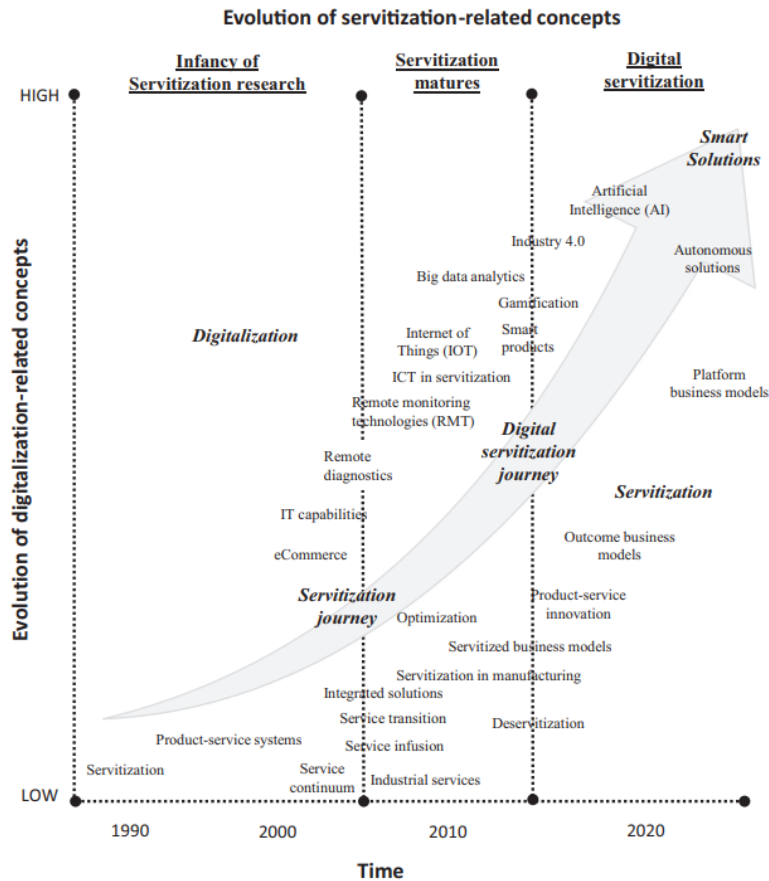 Evolution of servitization-related concepts
Infancy of
Servitization research
Servitization
matures
Digital
servitization
HIGH
Smart
Solutions
Artificial
Intelligence (AI)
Industry 4.0
Autonomous
solutions
Big data analytics
Gamification
Digitalization
Internet of
Things (IOT)
Smart
products
ICT in servitization
Platform
business models
Remote monitoring
technologies (RMT)
Digital
servitization
journey
Remote
diagnostics
Servitization
IT capabilities
Outcome business
models
eCommerce
Servitization
journey
Product-service
innovation
Optimization
Servitized business models
Servitization in manufacturing
Integrated solutions
Service transition
Deservitization
Product-service systems
Service infusion
Servitization
Service
continuum
Industrial services
LOW
Evolution of digitalization-related concepts
1990
2000
2010
2020
Time